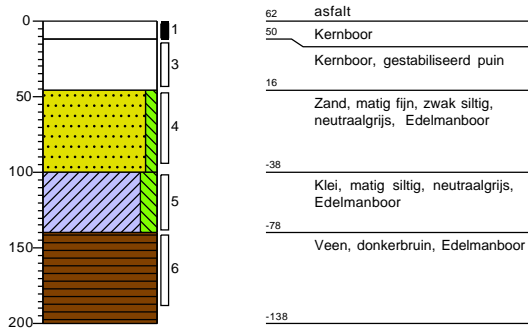 0
50
100
150
200
1
3
4
5
6
62
asfalt
50
Kernboor
Kernboor, gestabiliseerd puin
16
Zand, matig fijn, zwak siltig,
neutraalgrijs, Edelmanboor
-38
Klei, matig siltig, neutraalgrijs,
Edelmanboor
-78
Veen, donkerbruin, Edelmanboor
-138